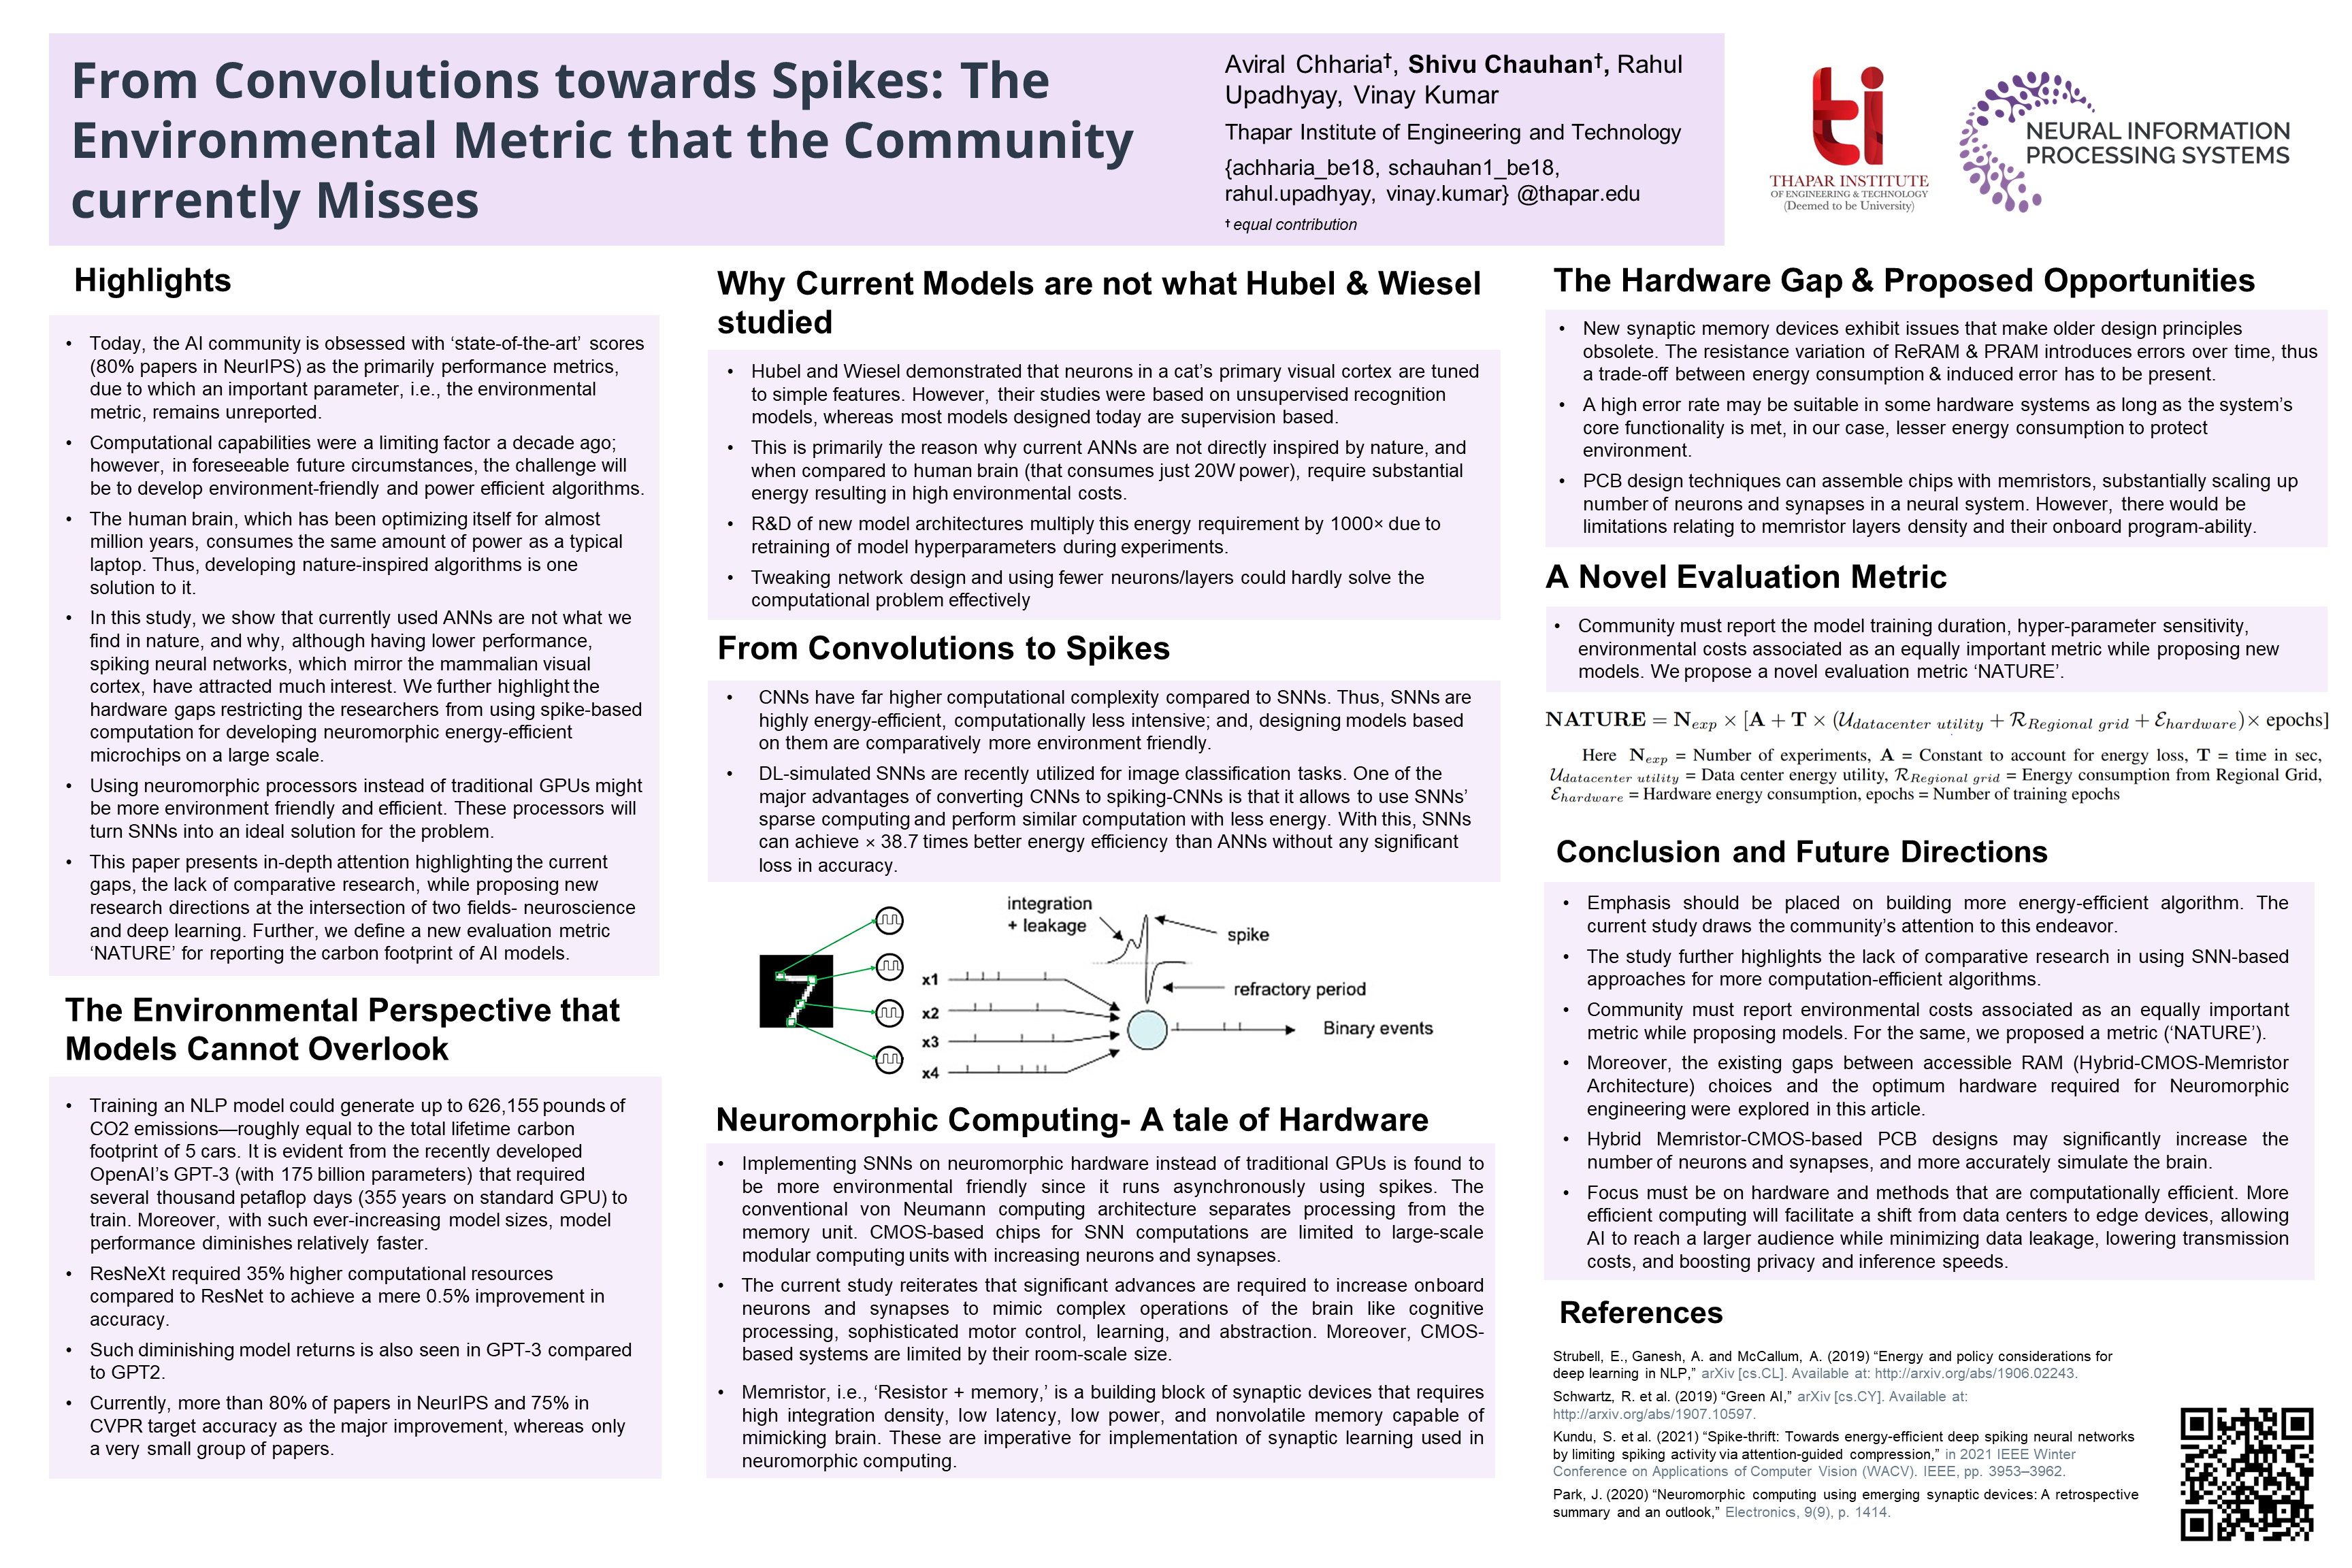 From Convolutions towards Spikes: The
Environmental Metric that the Community
currently Misses
Aviral Chharia†, Shivu Chauhan†, Rahul
Upadhyay, Vinay Kumar
Thapar Institute of Engineering and Technology
{achharia_be18, schauhan1_be18,
rahul.upadhyay, vinay.kumar} @thapar.edu
† equal contribution
ti
THAPAR INSTITUTE
OF ENGINEERING & TECHNOLOGY
(Deemed to be University)
NEURAL INFORMATION
PROCESSING SYSTEMS
Highlights
• Today, the AI community is obsessed with ‘state-of-the-art’ scores
(80% papers in NeurIPS) as the primarily performance metrics,
due to which an important parameter, i.e., the environmental
metric, remains unreported.
• Computational capabilities were a limiting factor a decade ago;
however, in foreseeable future circumstances, the challenge will
be to develop environment-friendly and power efficient algorithms.
• The human brain, which has been optimizing itself for almost
million years, consumes the same amount of power as a typical
laptop. Thus, developing nature-inspired algorithms is one
solution to it.
• In this study, we show that currently used ANNs are not what we
find in nature, and why, although having lower performance,
spiking neural networks, which mirror the mammalian visual
cortex, have attracted much interest. We further highlight the
hardware gaps restricting the researchers from using spike-based
computation for developing neuromorphic energy-efficient
microchips on a large scale.
• Using neuromorphic processors instead of traditional GPUs might
be more environment friendly and efficient. These processors will
turn SNNs into an ideal solution for the problem.
• This paper presents in-depth attention highlighting the current
gaps, the lack of comparative research, while proposing new
research directions at the intersection of two fields- neuroscience
and deep learning. Further, we define a new evaluation metric
‘NATURE’ for reporting the carbon footprint of AI models.
The Environmental Perspective that
Models Cannot Overlook
• Training an NLP model could generate up to 626,155 pounds of
CO2 emissions—roughly equal to the total lifetime carbon
footprint of 5 cars. It is evident from the recently developed
OpenAI’s GPT-3 (with 175 billion parameters) that required
several thousand petaflop days (355 years on standard GPU) to
train. Moreover, with such ever-increasing model sizes, model
performance diminishes relatively faster.
• ResNeXt required 35% higher computational resources
compared to ResNet to achieve a mere 0.5% improvement in
accuracy.
• Such diminishing model returns is also seen in GPT-3 compared
to GPT2.
• Currently, more than 80% of papers in NeurIPS and 75% in
CVPR target accuracy as the major improvement, whereas only
a very small group of papers.
Why Current Models are not what Hubel & Wiesel
studied
• Hubel and Wiesel demonstrated that neurons in a cat’s primary visual cortex are tuned
to simple features. However, their studies were based on unsupervised recognition
models, whereas most models designed today are supervision based.
• This is primarily the reason why current ANNs are not directly inspired by nature, and
when compared to human brain (that consumes just 20W power), require substantial
energy resulting in high environmental costs.
• R&D of new model architectures multiply this energy requirement by 1000× due to
retraining of model hyperparameters during experiments.
• Tweaking network design and using fewer neurons/layers could hardly solve the
computational problem effectively
From Convolutions to Spikes
• CNNs have far higher computational complexity compared to SNNs. Thus, SNNs are
highly energy-efficient, computationally less intensive; and, designing models based
on them are comparatively more environment friendly.
• DL-simulated SNNs are recently utilized for image classification tasks. One of the
major advantages of converting CNNs to spiking-CNNs is that it allows to use SNNs’
sparse computing and perform similar computation with less energy. With this, SNNs
can achieve × 38.7 times better energy efficiency than ANNs without any significant
loss in accuracy.
integration
+ leakage
spike
refractory period
Binary events
7
x1
x2
x3
x4
Neuromorphic Computing- A tale of Hardware
• Implementing SNNs on neuromorphic hardware instead of traditional GPUs is found to
be more environmental friendly since it runs asynchronously using spikes. The
conventional von Neumann computing architecture separates processing from the
memory unit. CMOS-based chips for SNN computations are limited to large-scale
modular computing units with increasing neurons and synapses.
• The current study reiterates that significant advances are required to increase onboard
neurons and synapses to mimic complex operations of the brain like cognitive
processing, sophisticated motor control, learning, and abstraction. Moreover, CMOS-
based systems are limited by their room-scale size.
• Memristor, i.e., ‘Resistor + memory,’ is a building block of synaptic devices that requires
high integration density, low latency, low power, and nonvolatile memory capable of
mimicking brain. These are imperative for implementation of synaptic learning used in
neuromorphic computing.
The Hardware Gap & Proposed Opportunities
• New synaptic memory devices exhibit issues that make older design principles
obsolete. The resistance variation of ReRAM & PRAM introduces errors over time, thus
a trade-off between energy consumption & induced error has to be present.
• A high error rate may be suitable in some hardware systems as long as the system’s
core functionality is met, in our case, lesser energy consumption to protect
environment.
• PCB design techniques can assemble chips with memristors, substantially scaling up
number of neurons and synapses in a neural system. However, there would be
limitations relating to memristor layers density and their onboard program-ability.
A Novel Evaluation Metric
• Community must report the model training duration, hyper-parameter sensitivity,
environmental costs associated as an equally important metric while proposing new
models. We propose a novel evaluation metric ‘NATURE’.
NATURE = N_exp × [A + T × (U_datacenter utility + R_Regional grid + E_hardware)× epochs]
Here N_exp = Number of experiments, A = Constant to account for energy loss, T = time in sec,
U_datacenter utility = Data center energy utility, R_Regional grid = Energy consumption from Regional Grid,
E_hardware = Hardware energy consumption, epochs = Number of training epochs
Conclusion and Future Directions
• Emphasis should be placed on building more energy-efficient algorithm. The
current study draws the community’s attention to this endeavor.
• The study further highlights the lack of comparative research in using SNN-based
approaches for more computation-efficient algorithms.
• Community must report environmental costs associated as an equally important
metric while proposing models. For the same, we proposed a metric (‘NATURE’).
• Moreover, the existing gaps between accessible RAM (Hybrid-CMOS-Memristor
Architecture) choices and the optimum hardware required for Neuromorphic
engineering were explored in this article.
• Hybrid Memristor-CMOS-based PCB designs may significantly increase the
number of neurons and synapses, and more accurately simulate the brain.
• Focus must be on hardware and methods that are computationally efficient. More
efficient computing will facilitate a shift from data centers to edge devices, allowing
AI to reach a larger audience while minimizing data leakage, lowering transmission
costs, and boosting privacy and inference speeds.
References
Strubell, E., Ganesh, A. and McCallum, A. (2019) “Energy and policy considerations for
deep learning in NLP,” arXiv [cs.CL]. Available at: http://arxiv.org/abs/1906.02243.
Schwartz, R. et al. (2019) “Green AI,” arXiv [cs.CY]. Available at:
http://arxiv.org/abs/1907.10597.
Kundu, S. et al. (2021) “Spike-thrift: Towards energy-efficient deep spiking neural networks
by limiting spiking activity via attention-guided compression,” in 2021 IEEE Winter
Conference on Applications of Computer Vision (WACV). IEEE, pp. 3953–3962.
Park, J. (2020) “Neuromorphic computing using emerging synaptic devices: A retrospective
summary and an outlook,” Electronics, 9(9), p. 1414.